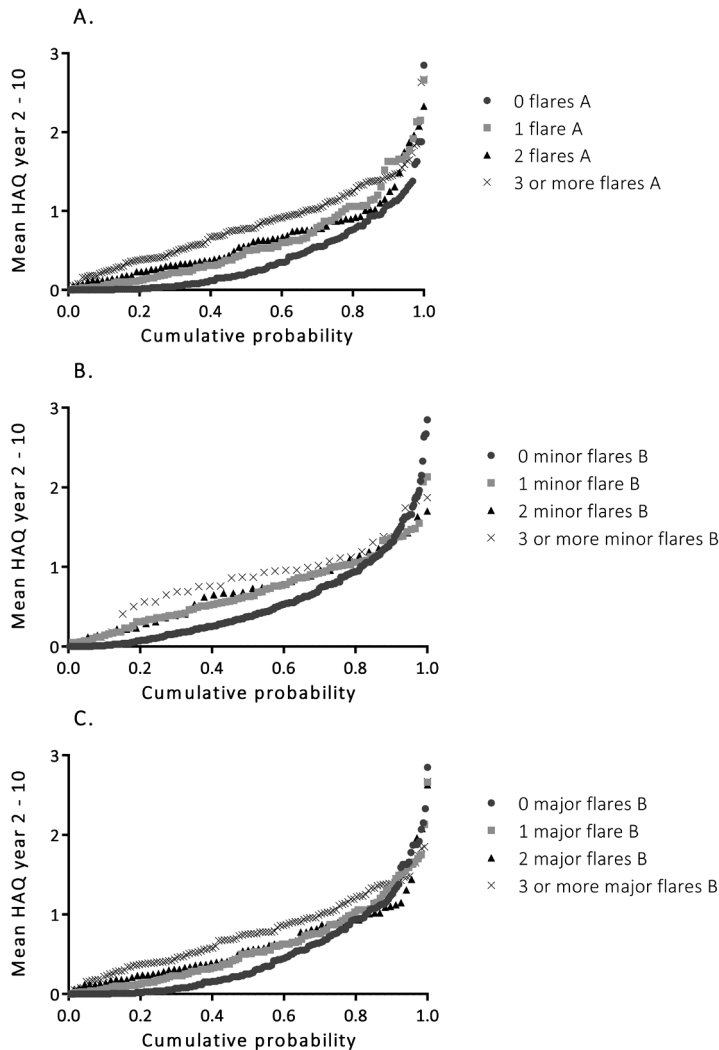 A.
Mean HAQ year 2 - 10
3
2
1
0
0.0 0.2 0.4 0.6 0.8 1.0
Cumulative probability
0 flares A
1 flare A
2 flares A
3 or more flares A
B.
Mean HAQ year 2 - 10
3
2
1
0
0.0 0.2 0.4 0.6 0.8 1.0
Cumulative probability
0 minor flares B
1 minor flare B
2 minor flares B
3 or more minor flares B
C.
Mean HAQ year 2 - 10
3
2
1
0
0.0 0.2 0.4 0.6 0.8 1.0
Cumulative probability
0 major flares B
1 major flare B
2 major flares B
3 or more major flares B